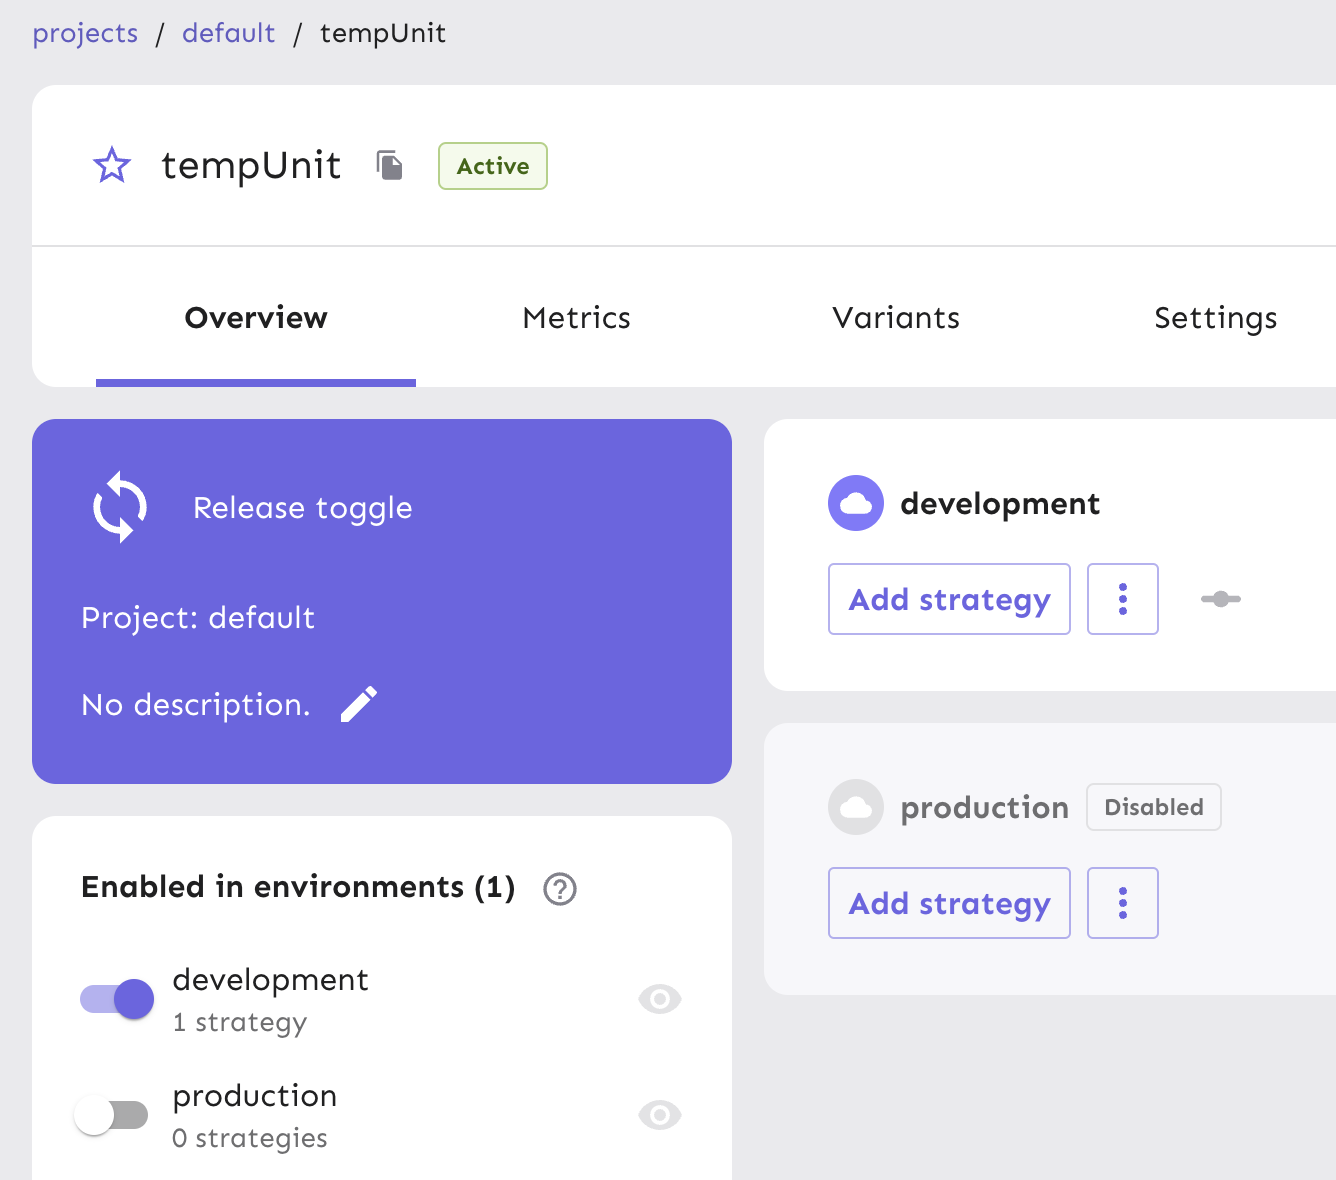 projects / default / tempUnit
tempUnit Active
Overview Metrics Variants Settings
Release toggle
Project: default
No description.
Enabled in environments (1)
development
1 strategy
production
0 strategies
development
Add strategy
production Disabled
Add strategy